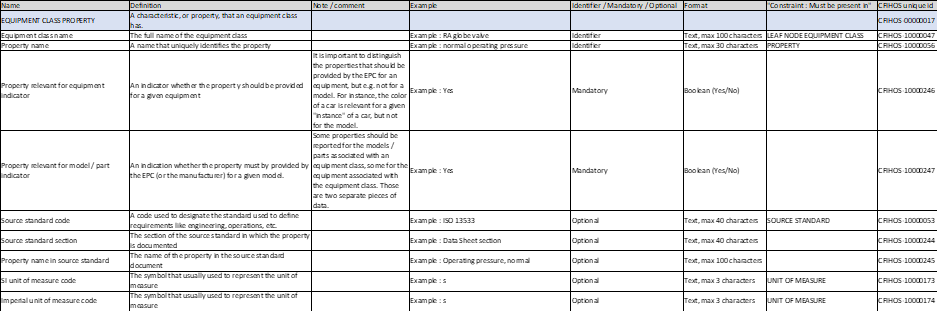 Name Definition Note / comment Example Identifier / Mandatory / Optional Format "Constraint : Must be present in" CFIHOS unique id
EQUIPMENT CLASS PROPERTY A characteristic, or property, that an equipment class has. CFIHOS-00000017
Equipment class name The full name of the equipment class Example : RA globe valve Identifier Text, max 100 characters LEAF NODE EQUIPMENT CLASS CFIHOS-10000047
Property name A name that uniquely identifies the property Example : normal operating pressure Identifier Text, max 30 characters PROPERTY CFIHOS-10000056
Property relevant for equipment
indicator
An indicator whether the property should be provided
for a given equipment
It is important to distinguish
the properties that should be
provided by the EPC for an
equipment, but e.g. not for a
model. For instance, the color
of a car is relevant for a given
"instance" of a car, but not
for the model.
Example : Yes Mandatory Boolean (Yes/No) CFIHOS-10000246
Property relevant for model / part
indicator
An indication whether the property must by provided by
the EPC (or the manufacturer) for a given model.
Some properties should be
reported for the models /
parts associated with an
equipment class, some for the
equipment associated with
the equipment class. Those
are two separate pieces of
data.
Example : Yes Mandatory Boolean (Yes/No) CFIHOS-10000247
Source standard code
A code used to designate the standard used to define
requirements like engineering, operations, etc.
Example : ISO 13533 Optional Text, max 40 characters SOURCE STANDARD CFIHOS-10000053
Source standard section
The section of the source standard in which the property
is documented
Example : Data Sheet section Optional Text, max 40 characters CFIHOS-10000244
Property name in source standard
The name of the property in the source standard
document
Example : Operating pressure, normal Optional Text, max 100 characters CFIHOS-10000245
SI unit of measure code
The symbol that usually used to represent the unit of
measure
Example : s Optional Text, max 3 characters UNIT OF MEASURE CFIHOS-10000173
Imperial unit of measure code
The symbol that usually used to represent the unit of
measure
Example : s Optional Text, max 3 characters UNIT OF MEASURE CFIHOS-10000174